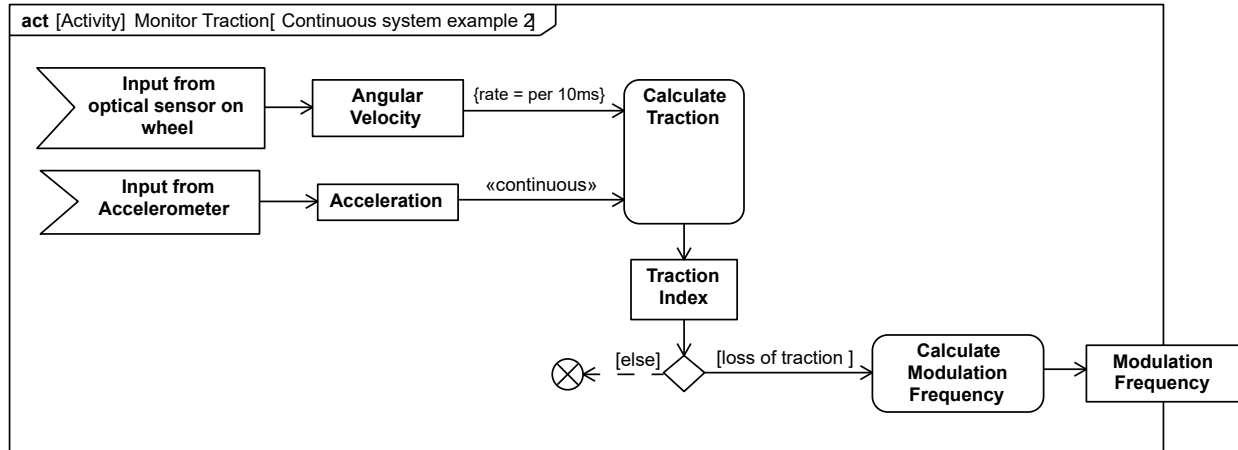 act [Activity] Monitor Traction[ Continuous system example 2]
Input from
optical sensor on
wheel
Angular
Velocity
{rate = per 10ms}
Calculate
Traction
Input from
Accelerometer
Acceleration
«continuous»
Traction
Index
[else]
[loss of traction ]
Calculate
Modulation
Frequency
Modulation
Frequency